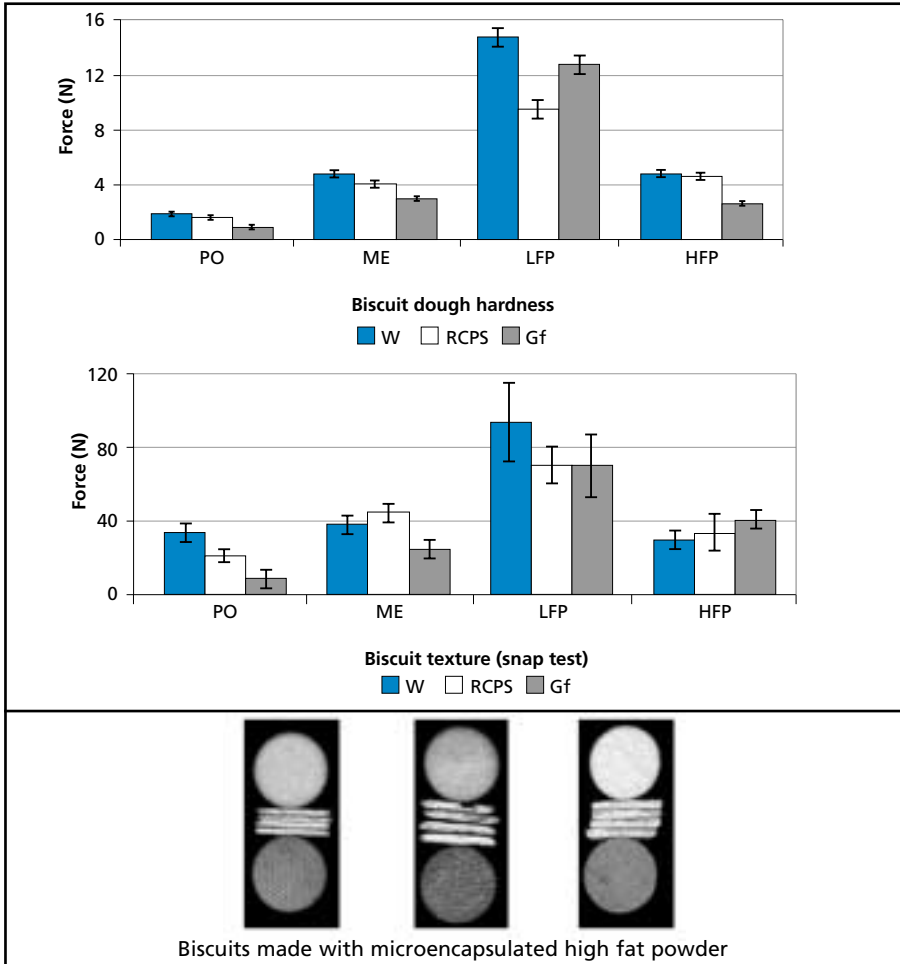 16
12
8
4
0
Force (N)
PO ME LFP HFP
Biscuit dough hardness
W RCPS Gf
120
80
40
0
Force (N)
PO ME LFP HFP
Biscuit texture (snap test)
W RCPS Gf
Biscuits made with microencapsulated high fat powder